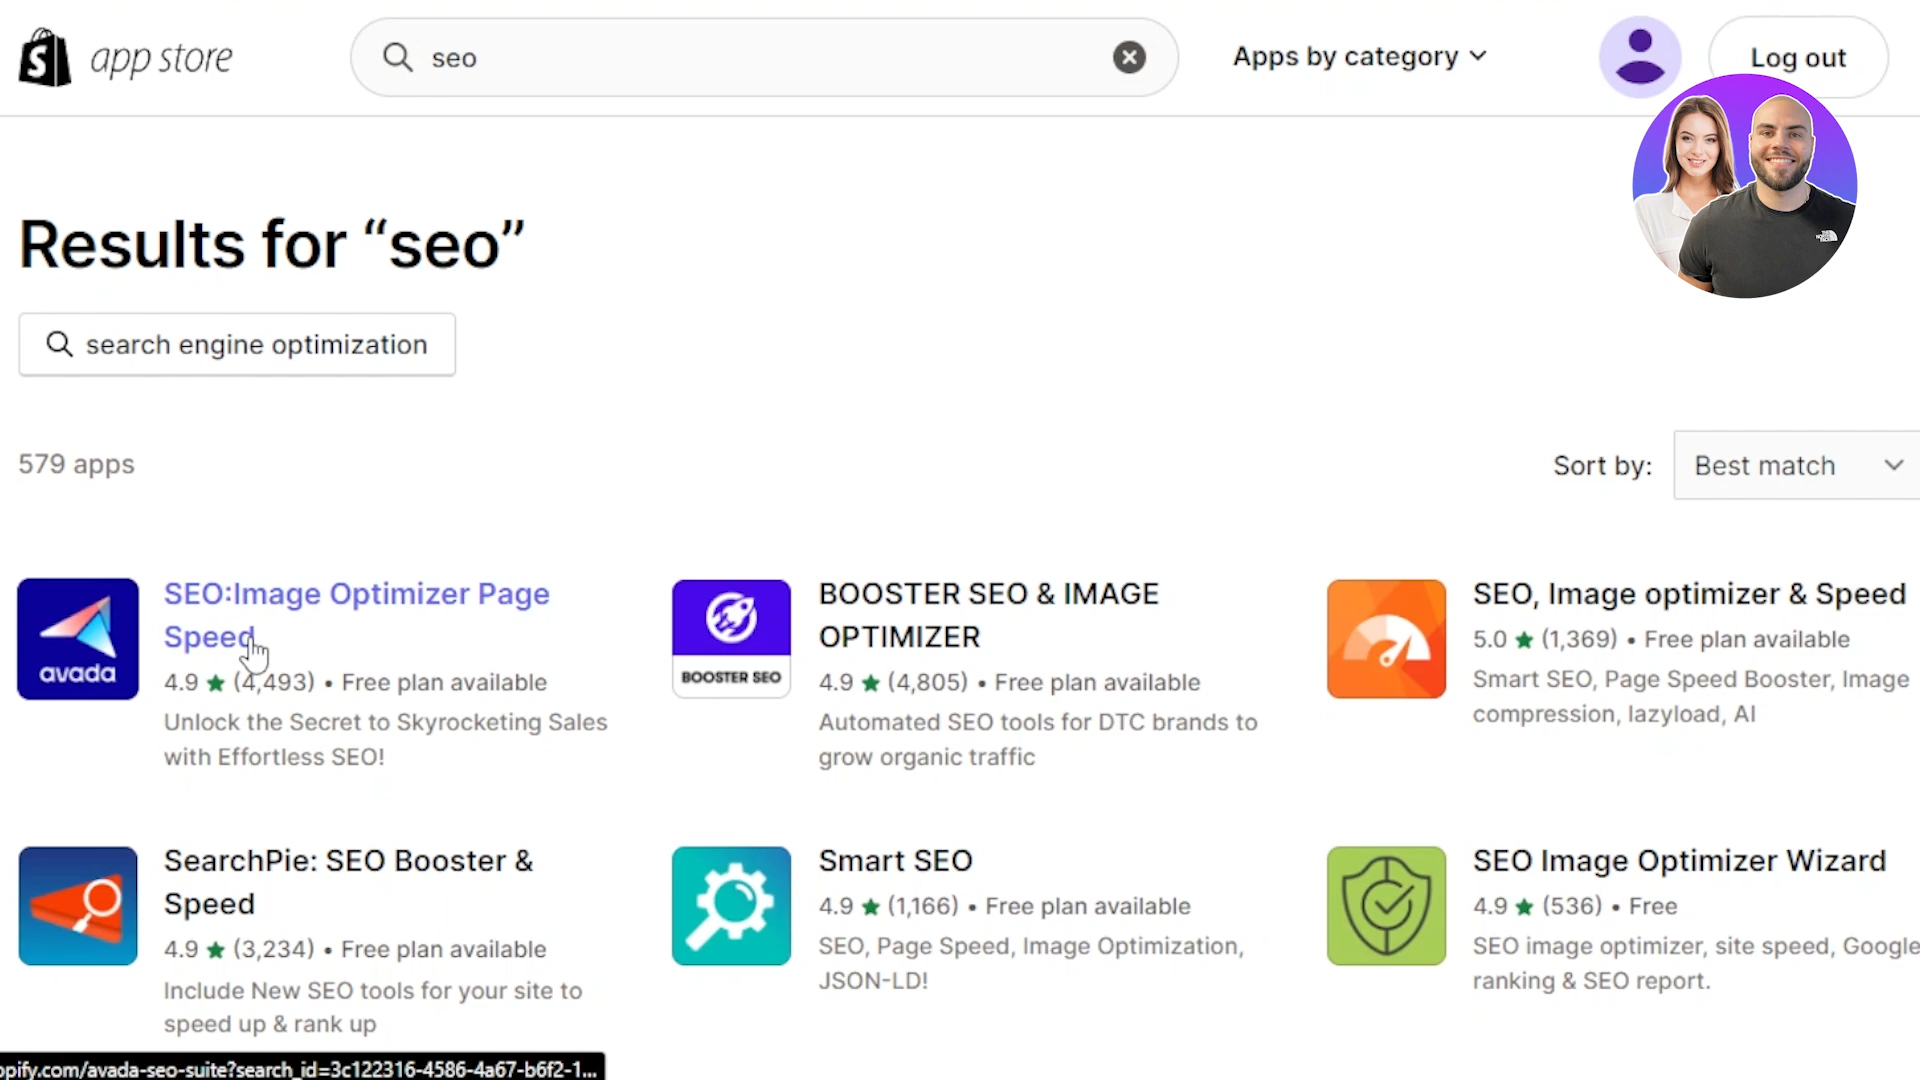 app store
seo
Apps by category
Log out
Results for “seo”
search engine optimization
579 apps
Sort by:
Best match
avada
SEO:Image Optimizer Page
Speed
4.9 ★ (4,493) • Free plan available
Unlock the Secret to Skyrocketing Sales
with Effortless SEO!
BOOSTER SEO
BOOSTER SEO & IMAGE
OPTIMIZER
4.9 ★ (4,805) • Free plan available
Automated SEO tools for DTC brands to
grow organic traffic
SEO, Image optimizer & Speed
5.0 ★ (1,369) • Free plan available
Smart SEO, Page Speed Booster, Image
compression, lazyload, AI
SearchPie: SEO Booster &
Speed
4.9 ★ (3,234) • Free plan available
Include New SEO tools for your site to
speed up & rank up
Smart SEO
4.9 ★ (1,166) • Free plan available
SEO, Page Speed, Image Optimization,
JSON-LD!
SEO Image Optimizer Wizard
4.9 ★ (536) • Free
SEO image optimizer, site speed, Google
ranking & SEO report.
opify.com/avada-seo-suite?search_id=3c122316-4586-4a67-b6f2-1...